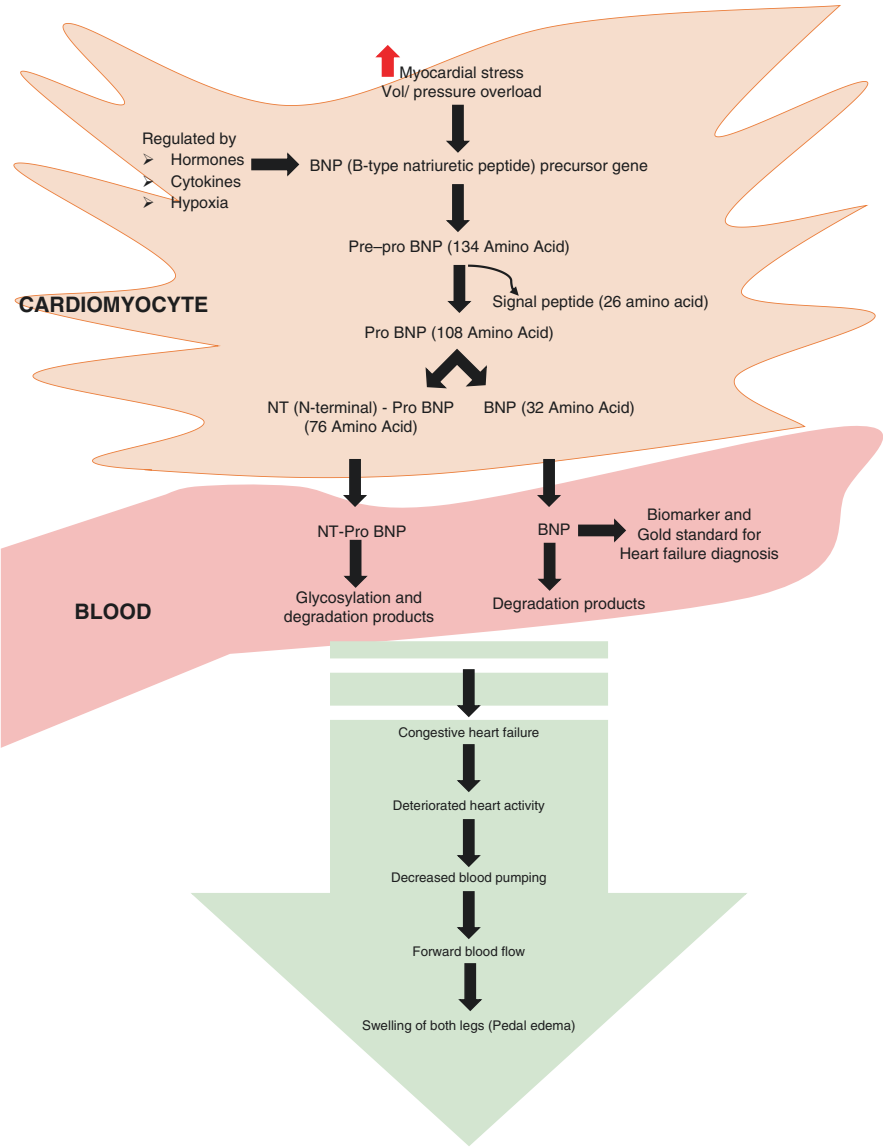 Myocardial stress
Vol/ pressure overload
Regulated by
➢ Hormones
➢ Cytokines
➢ Hypoxia
BNP (B-type natriuretic peptide) precursor gene
Pre–pro BNP (134 Amino Acid)
Signal peptide (26 amino acid)
CARDIOMYOCYTE
Pro BNP (108 Amino Acid)
NT (N-terminal) - Pro BNP
(76 Amino Acid)
BNP (32 Amino Acid)
NT-Pro BNP
BNP
Biomarker and
Gold standard for
Heart failure diagnosis
BLOOD
Glycosylation and
degradation products
Degradation products
Congestive heart failure
Deteriorated heart activity
Decreased blood pumping
Forward blood flow
Swelling of both legs (Pedal edema)